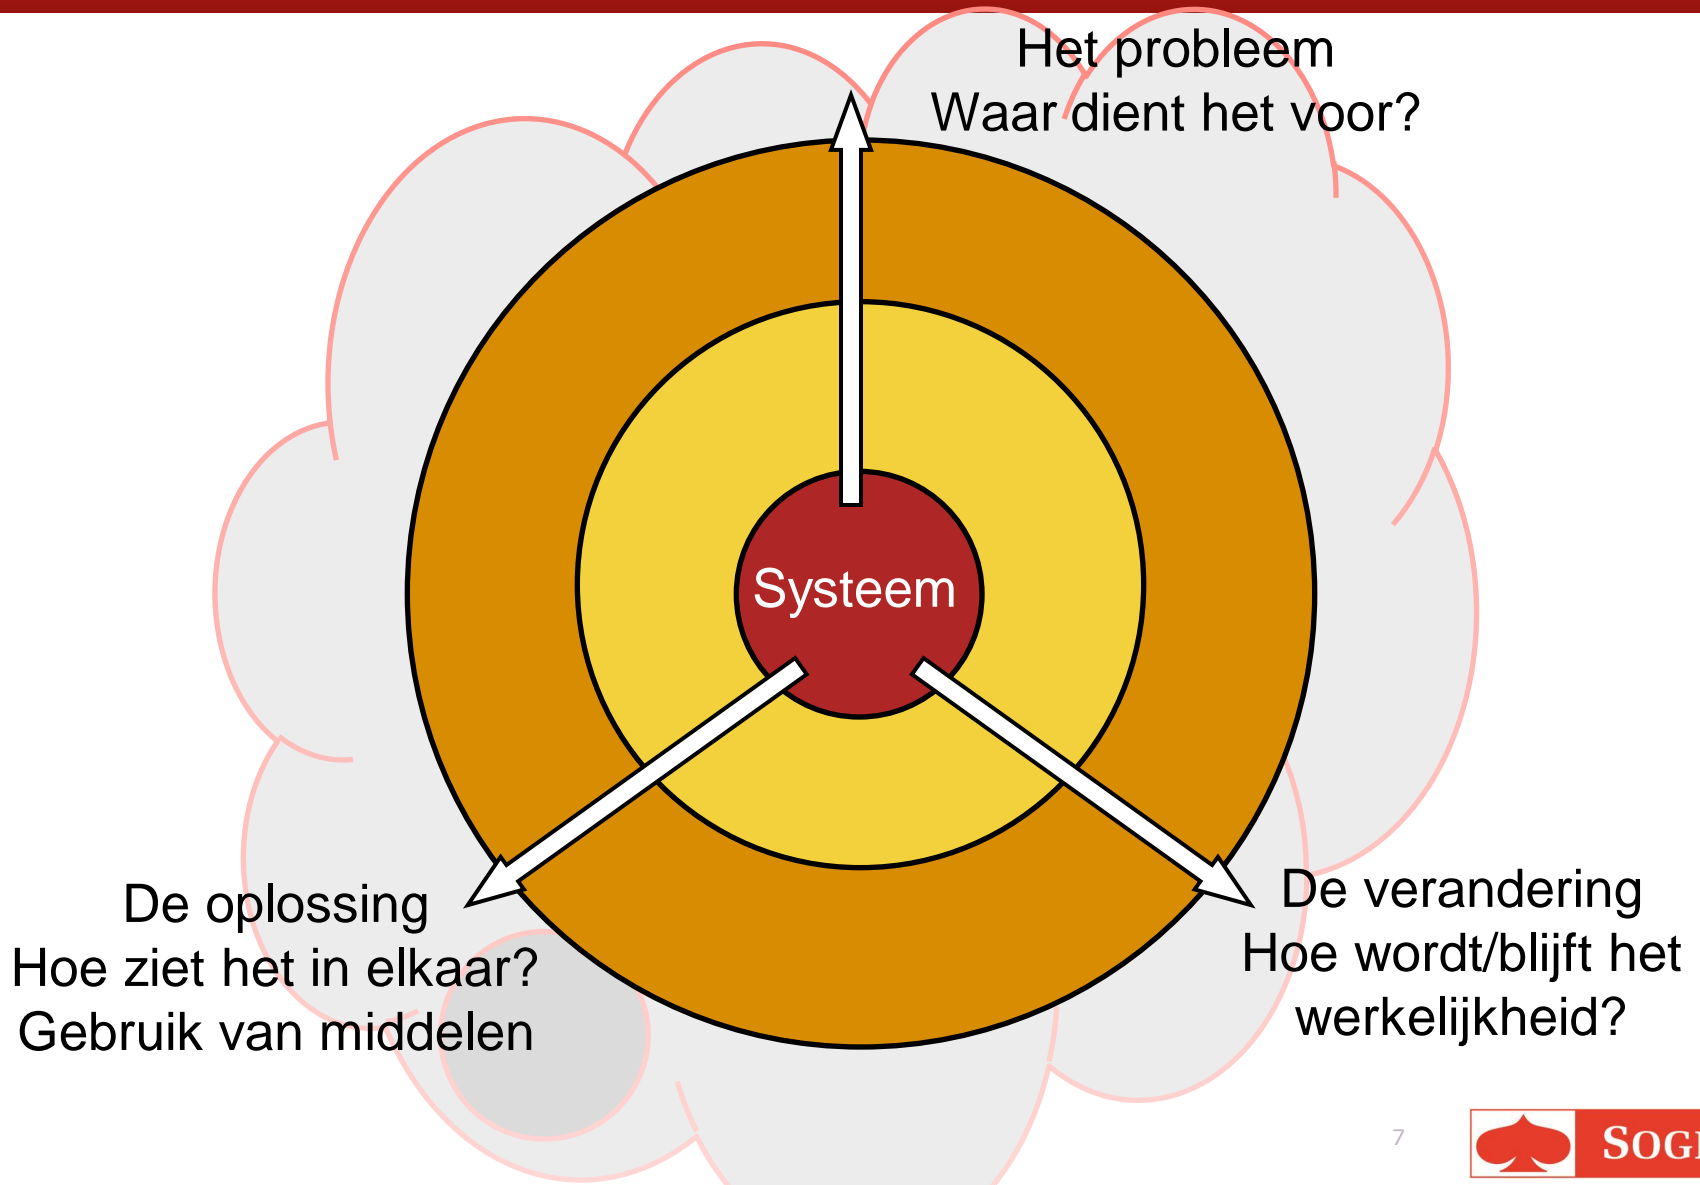 Het probleem
Waar dient het voor?
Systeem
De oplossing
Hoe ziet het in elkaar?
Gebruik van middelen
De verandering
Hoe wordt/blijft het
werkelijkheid?
7